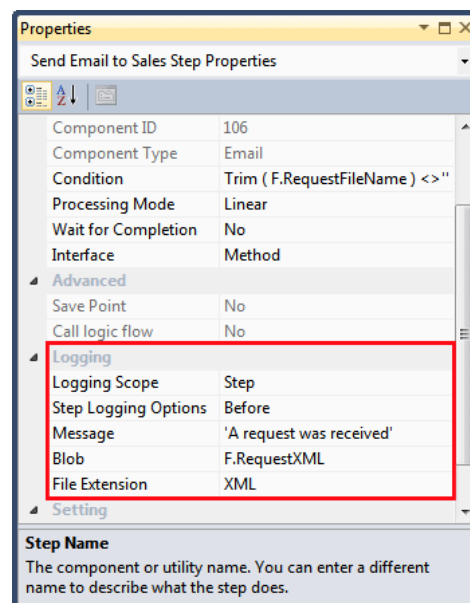 Properties
Send Email to Sales Step Properties
Component ID 106
Component Type Email
Condition Trim ( F.RequestFileName ) <>''
Processing Mode Linear
Wait for Completion No
Interface Method
Advanced
Save Point No
Call logic flow No
Logging
Logging Scope Step
Step Logging Options Before
Message 'A request was received'
Blob F.RequestXML
File Extension XML
Setting
Step Name
The component or utility name. You can enter a different
name to describe what the step does.